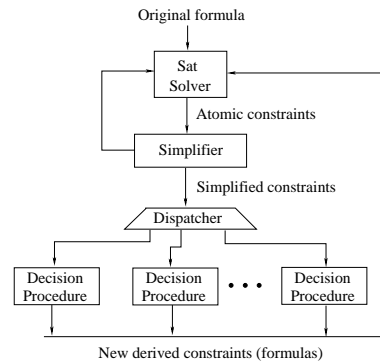 Original formula
Sat
Solver
Atomic constraints
Simplifier
Simplified constraints
Dispatcher
Decision
Procedure
Decision
Procedure
Decision
Procedure
New derived constraints (formulas)